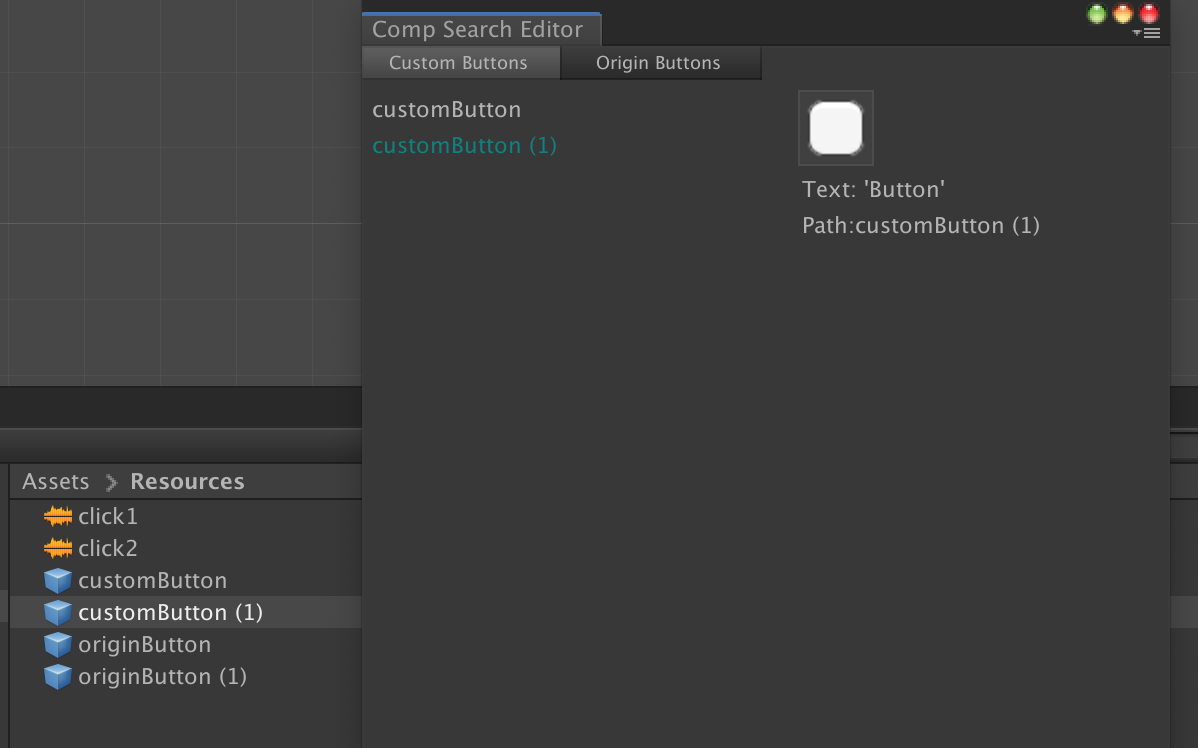 Comp Search Editor
Custom Buttons
Origin Buttons
customButton
customButton (1)
Text: 'Button'
Path:customButton (1)
Assets
Resources
click1
click2
customButton
customButton (1)
originButton
originButton (1)